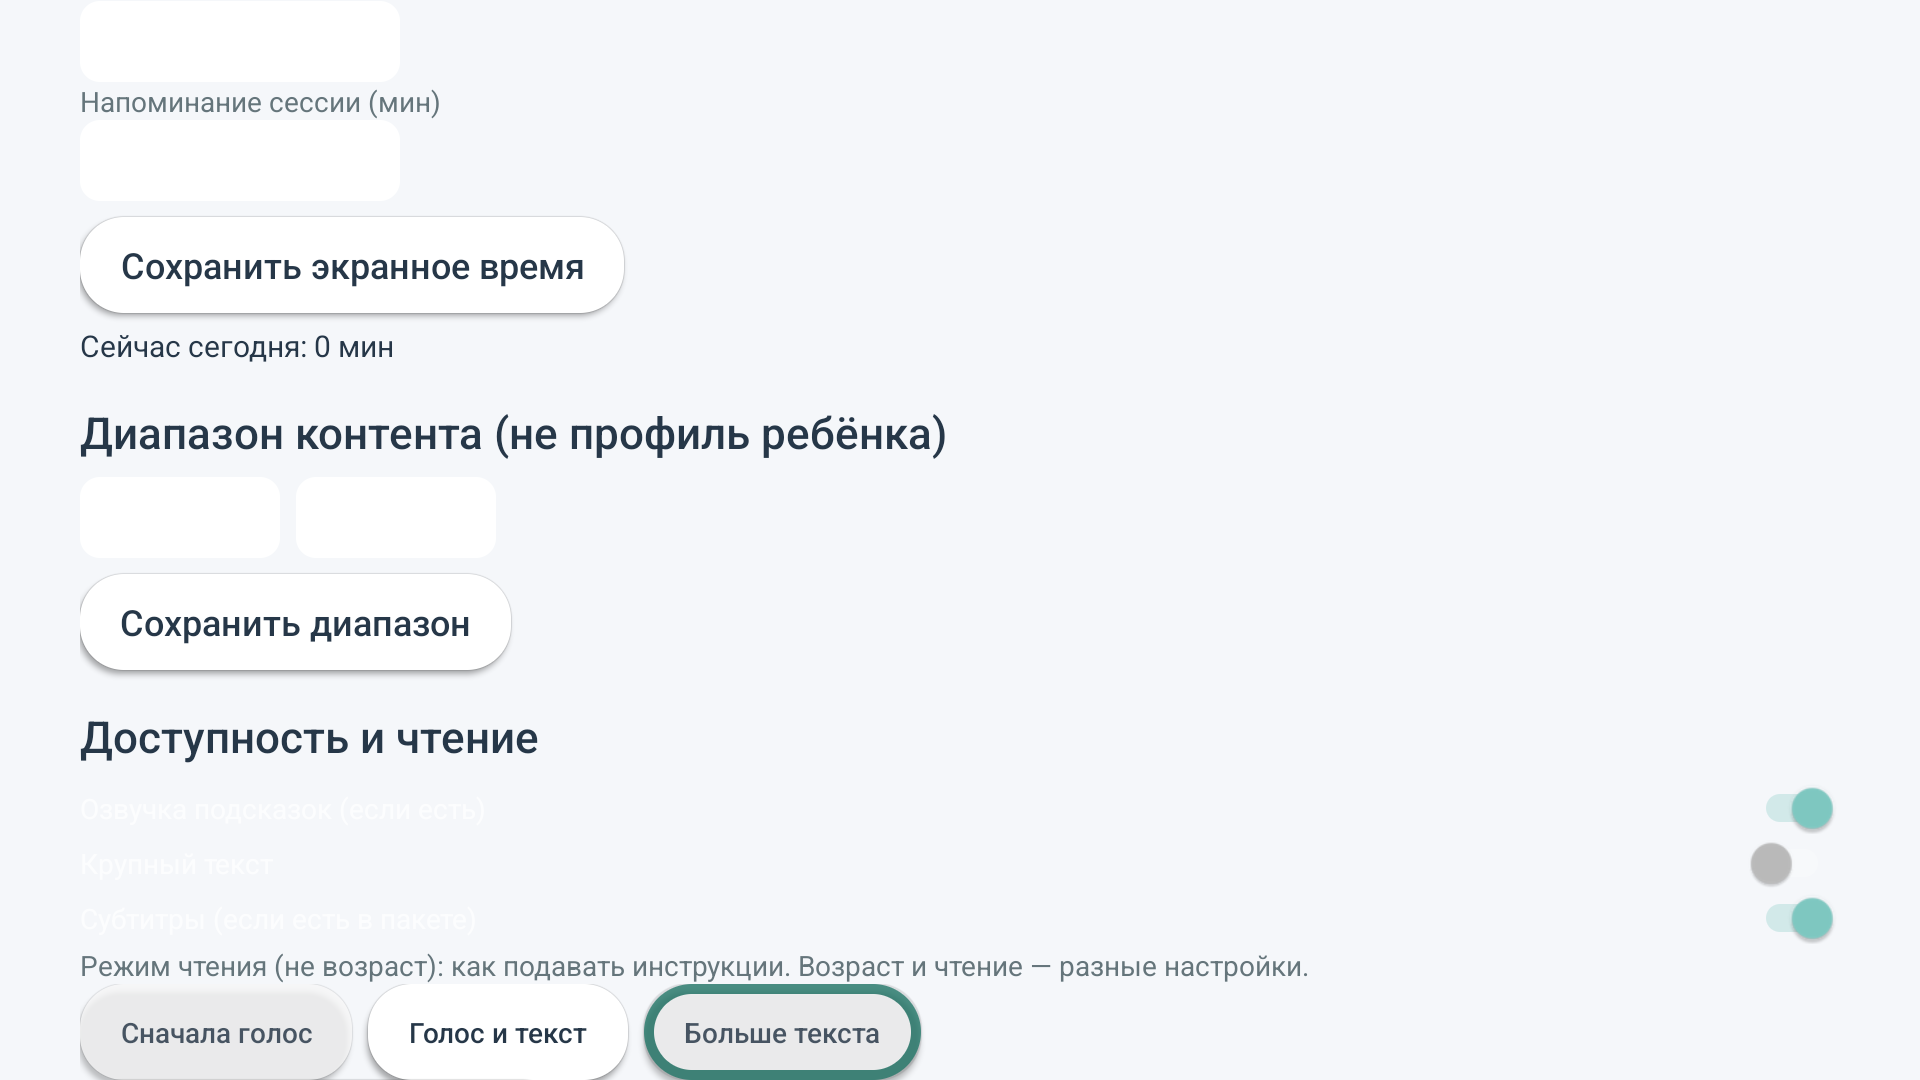 Напоминание сессии (мин)
Сохранить экранное время
Сейчас сегодня: 0 мин
Диапазон контента (не профиль ребёнка)
Сохранить диапазон
Доступность и чтение
Озвучка подсказок (если есть)
Крупный текст
Субтитры (если есть в пакете)
Режим чтения (не возраст): как подавать инструкции. Возраст и чтение — разные настройки.
Сначала голос
Голос и текст
Больше текста